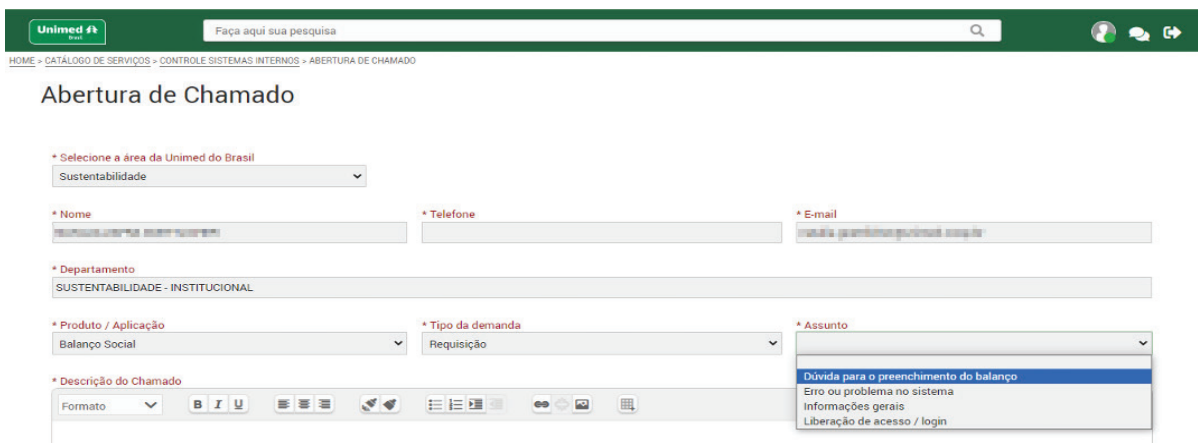 Unimed
Brasil
Faça aqui sua pesquisa
HOME > CATÁLOGO DE SERVIÇOS > CONTROLE SISTEMAS INTERNOS > ABERTURA DE CHAMADO
Abertura de Chamado
* Selecione a área da Unimed do Brasil
Sustentabilidade
* Nome
* Telefone
* E-mail
* Departamento
SUSTENTABILIDADE - INSTITUCIONAL
* Produto / Aplicação
* Tipo da demanda
* Assunto
Balanço Social
Requisição
Dúvida para o preenchimento do balanço
Erro ou problema no sistema
Informações gerais
Liberação de acesso / login
* Descrição do Chamado
Formato
B I U